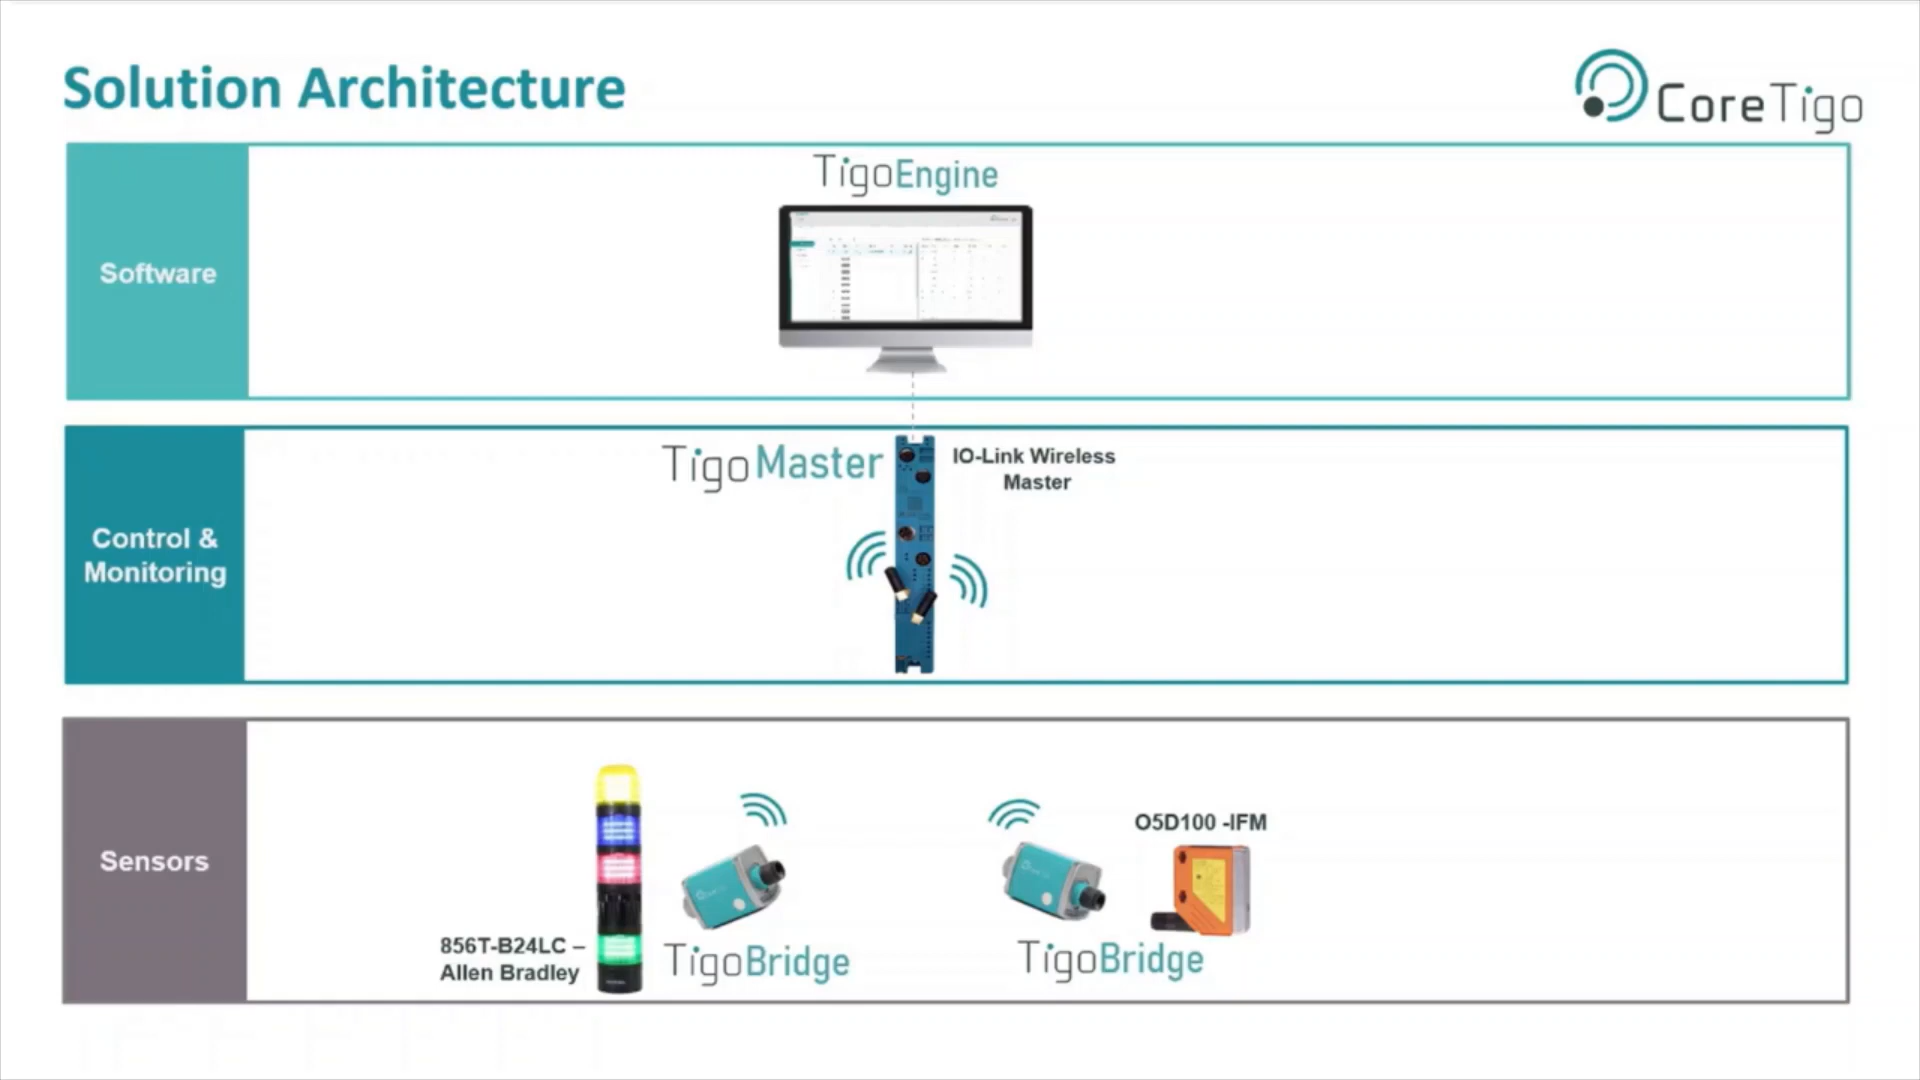 Solution Architecture
CoreTigo
TigoEngine
Software
TigoMaster
IO-Link Wireless
Master
Control &
Monitoring
O5D100 -IFM
Sensors
856T-B24LC –
Allen Bradley
TigoBridge
TigoBridge